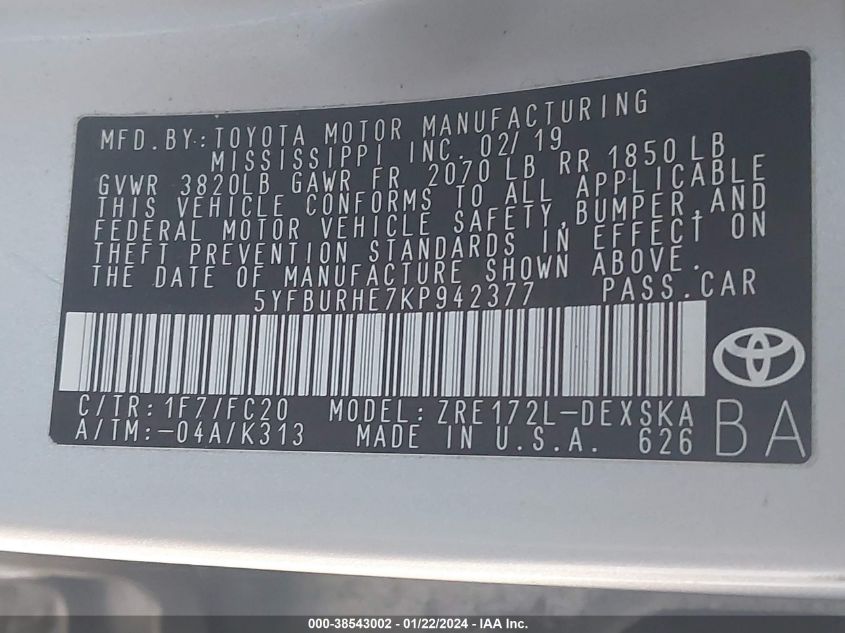 MFD. BY: TOYOTA MOTOR MANUFACTURING
MISSISSIPPI INC. 02/19
GVWR 3820LB GAWR FR 2070 LB RR 1850 LB
THIS VEHICLE CONFORMS TO ALL APPLICABLE
FEDERAL MOTOR VEHICLE SAFETY, BUMPER, AND
THEFT PREVENTION STANDARDS IN EFFECT ON
THE DATE OF MANUFACTURE SHOWN ABOVE.
5YFBURHE7KP942377 PASS. CAR
C/TR: 1F7/FC20 MODEL: ZRE172L-DEXSKA
A/TM:-04A/K313 MADE IN U.S.A. 626 BA
000-38543002 - 01/22/2024 - IAA Inc.